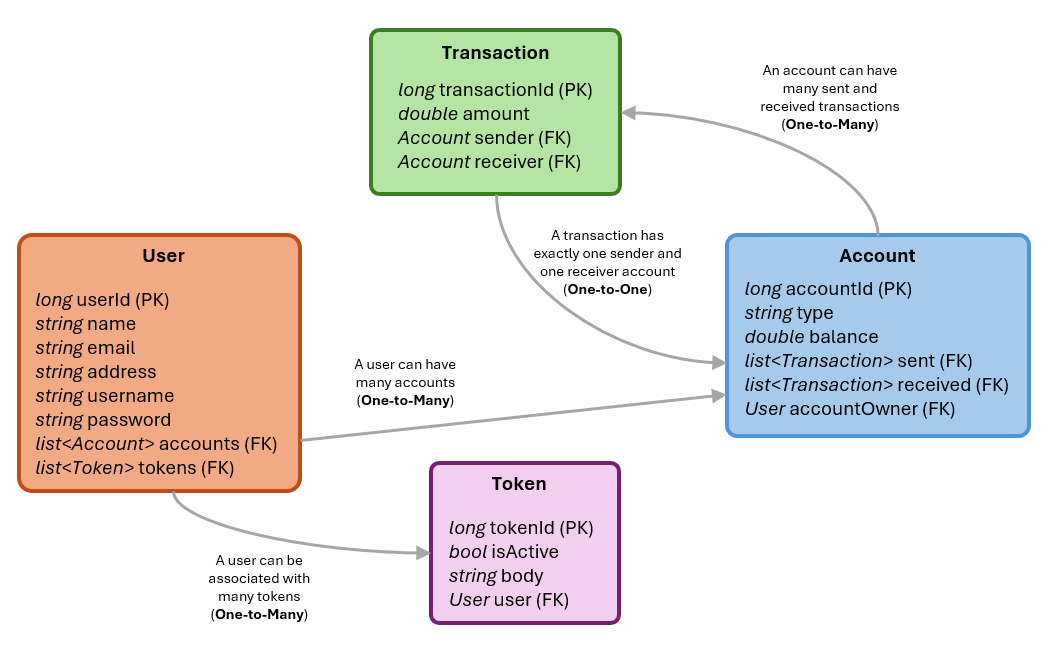 Transaction
long transactionId (PK)
double amount
Account sender (FK)
Account receiver (FK)
An account can have
many sent and
received transactions
(One-to-Many)
A transaction has
exactly one sender and
one receiver account
(One-to-One)
User
long userId (PK)
string name
string email
string address
string username
string password
list<Account> accounts (FK)
list<Token> tokens (FK)
Account
long accountId (PK)
string type
double balance
list<Transaction> sent (FK)
list<Transaction> received (FK)
User accountOwner (FK)
A user can have
many accounts
(One-to-Many)
Token
long tokenId (PK)
bool isActive
string body
User user (FK)
A user can be
associated with
many tokens
(One-to-Many)